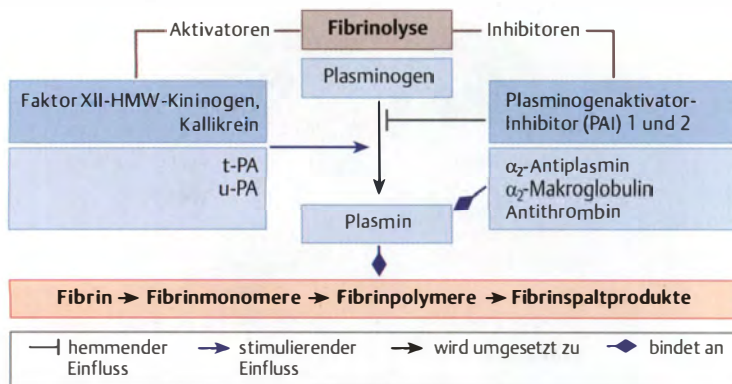 Aktivatoren
Fibrinolyse
Inhibitoren
Plasminogen
Faktor XII-HMW-Kininogen,
Kallikrein
t-PA
u-PA
Plasminogenaktivator-
Inhibitor (PAI) 1 und 2
α₂-Antiplasmin
α₂-Makroglobulin
Antithrombin
Plasmin
Fibrin → Fibrinmonomere → Fibrinpolymere → Fibrinspaltprodukte
hemmender
Einfluss
stimulierender
Einfluss
wird umgesetzt zu
bindet an